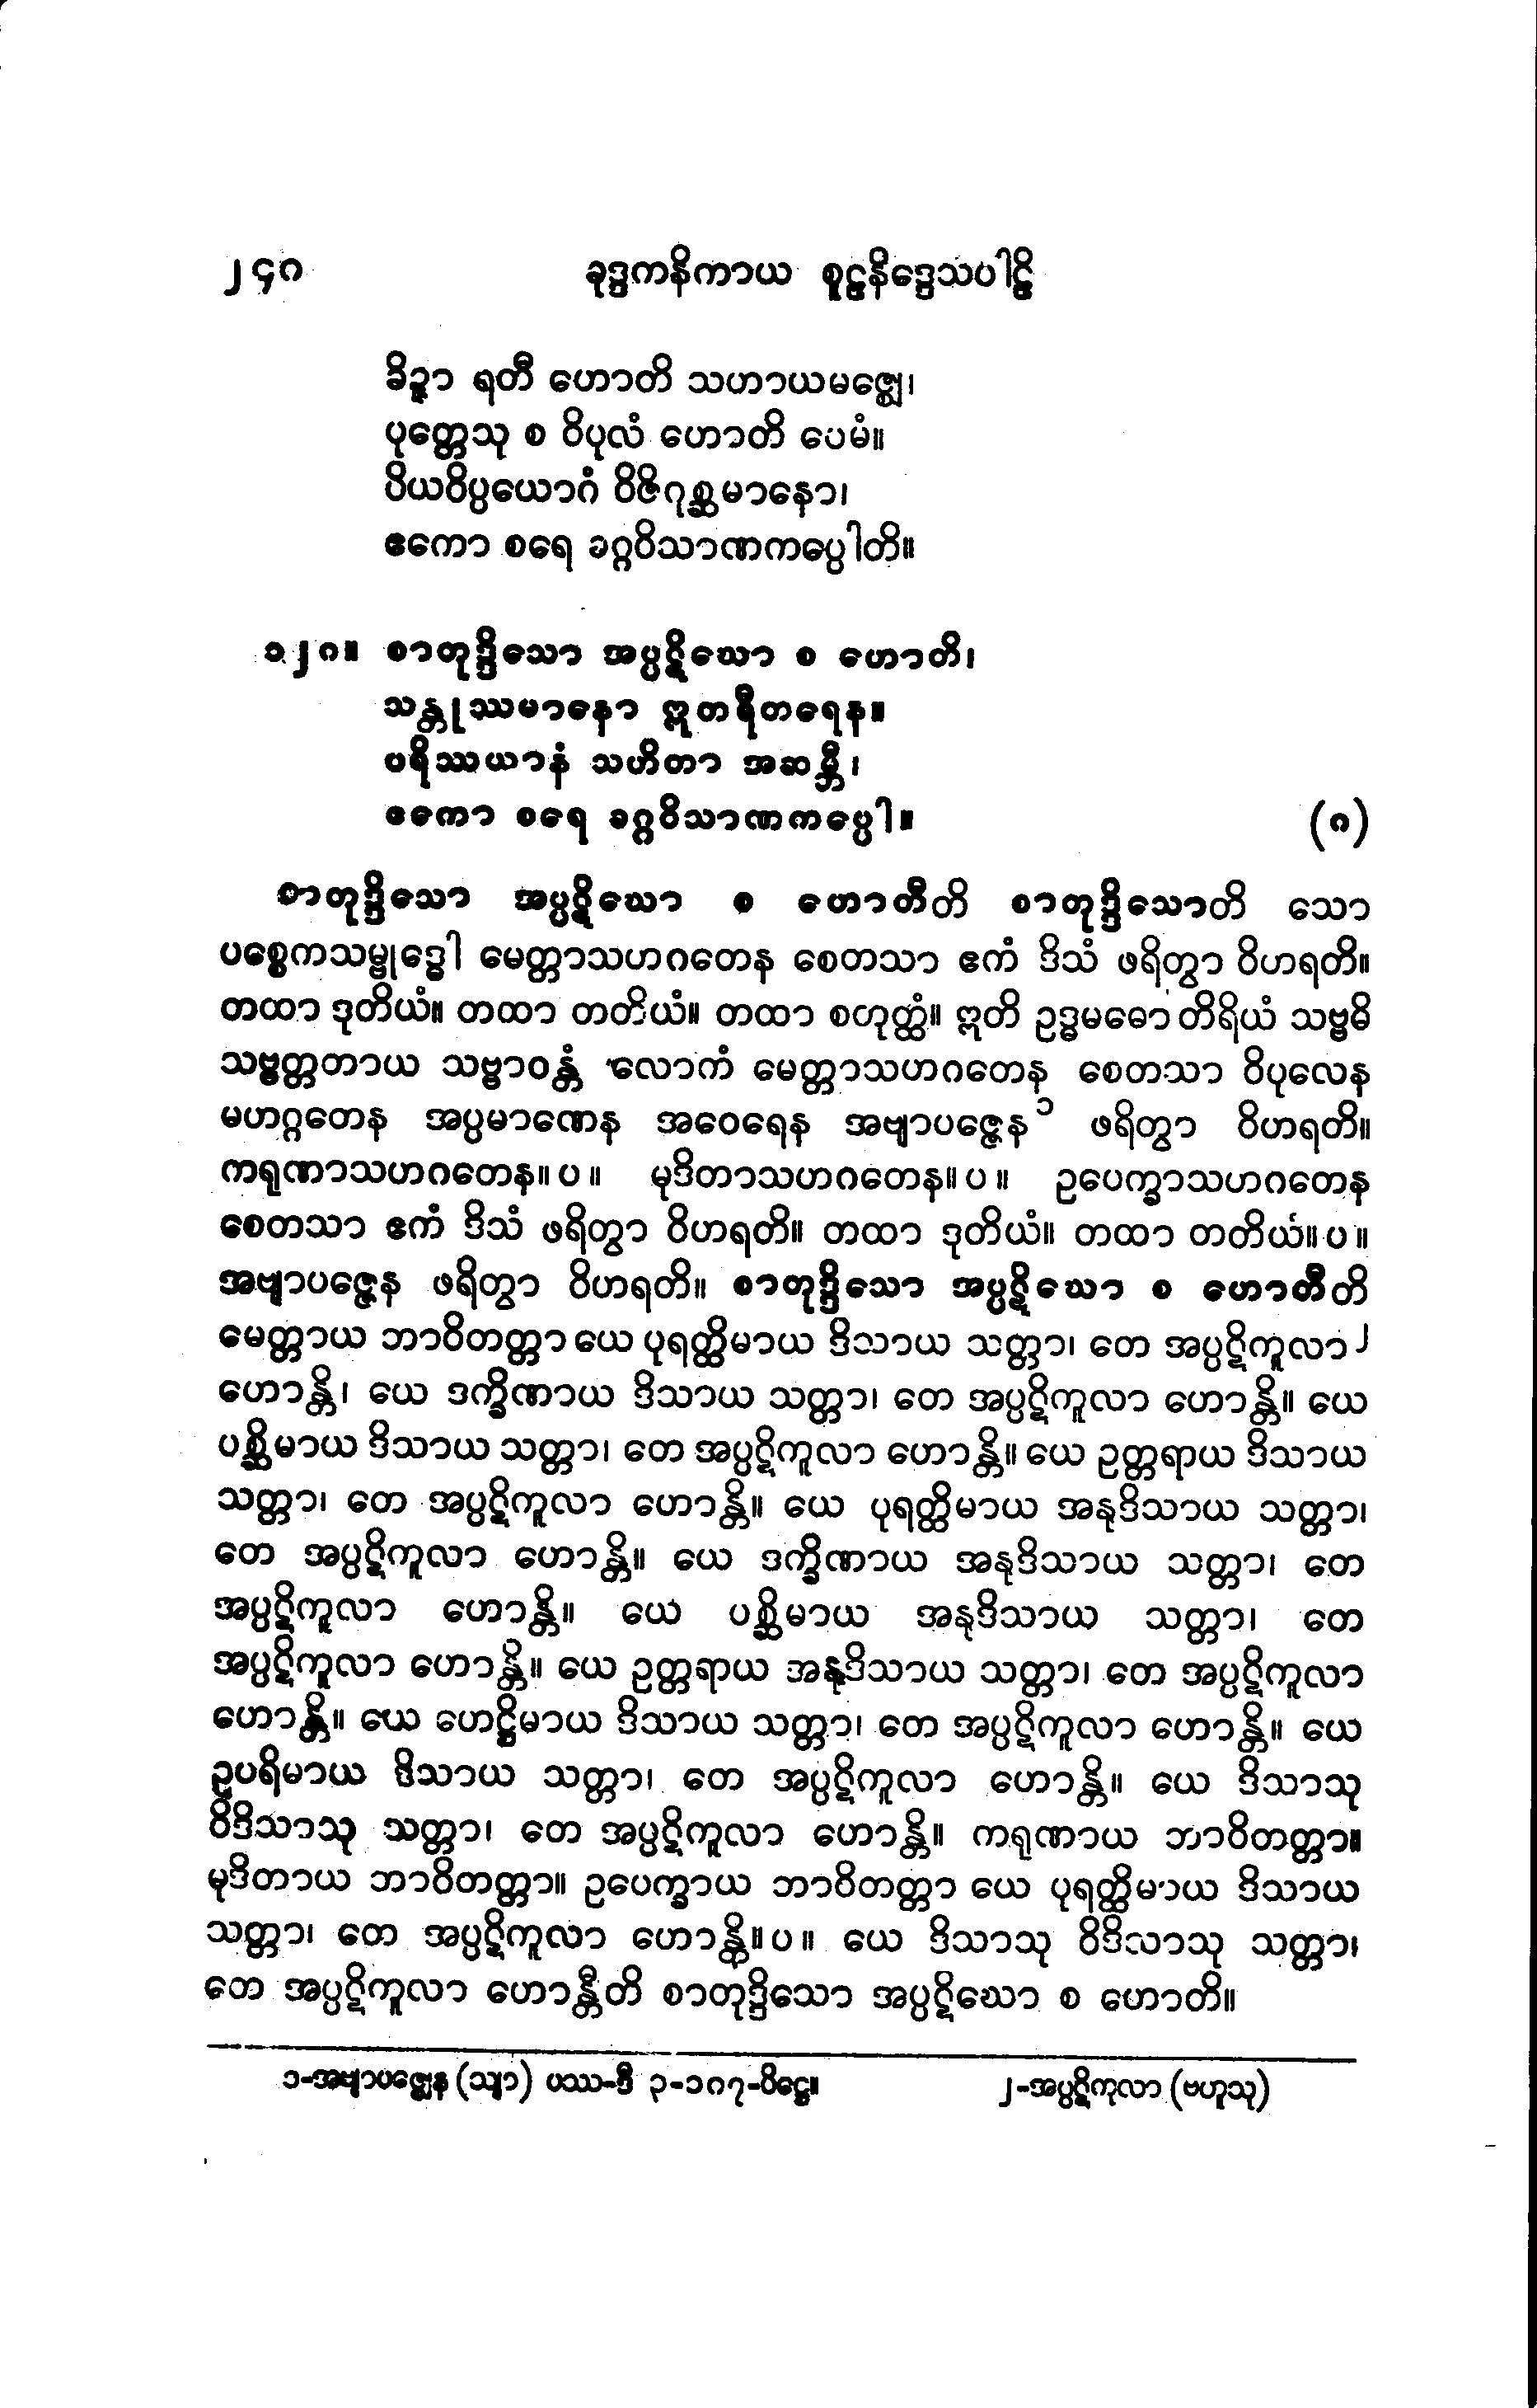 ၂၄၈ ခုဒ္ဒကနိကာယ စူဠနိဒ္ဒေသပါဠိ
ခိဍ္ဍာ ရတီ ဟောတိ သဟာယမဇ္ဈေ၊
ပုတ္တေသု စ ဝိပုလံ ဟောတိ ပေမံ။
ပိယဝိပ္ပယောဂံ ဝိဇိဂုစ္ဆမာနော၊
ဧကော စရေ ခဂ္ဂဝိသာဏကပ္ပေါတိ။
၁၂၈။ စာတုဒ္ဒိသော အပ္ပဋိဃော စ ဟောတိ၊
သန္တုဿမာနော ဣတရီတရေန။
ပရိဿယာနံ သဟိတာ အဆမ္ဘီ၊
ဧကော စရေ ခဂ္ဂဝိသာဏကပ္ပေါ။ (၈)
စာတုဒ္ဒိသော အပ္ပဋိဃော စ ဟောတီတိ စာတုဒ္ဒိသောတိ သော
ပစ္စေကသမ္ဗုဒ္ဓေါ မေတ္တာသဟဂတေန စေတသာ ဧကံ ဒိသံ ဖရိတွာ ဝိဟရတိ။
တထာ ဒုတိယံ။ တထာ တတိယံ။ တထာ စတုတ္ထံ။ ဣတိ ဥဒ္ဓမဓော တိရိယံ သဗ္ဗဓိ
သဗ္ဗတ္တတာယ သဗ္ဗာဝန္တံ လောကံ မေတ္တာသဟဂတေန စေတသာ ဝိပုလေန
မဟဂ္ဂတေန အပ္ပမာဏေန အဝေရေန အဗျာပဇ္ဇေန၁ ဖရိတွာ ဝိဟရတိ။
ကရုဏာသဟဂတေန။ပ။ မုဒိတာသဟဂတေန။ပ။ ဥပေက္ခာသဟဂတေန
စေတသာ ဧကံ ဒိသံ ဖရိတွာ ဝိဟရတိ။ တထာ ဒုတိယံ။ တထာ တတိယံ။ပ။
အဗျာပဇ္ဇေန ဖရိတွာ ဝိဟရတိ။ စာတုဒ္ဒိသော အပ္ပဋိဃော စ ဟောတီတိ
မေတ္တာယ ဘာဝိတတ္တာ ယေ ပုရတ္ထိမာယ ဒိသာယ သတ္တာ၊ တေ အပ္ပဋိကူလာ၂
ဟောန္တိ၊ ယေ ဒက္ခိဏာယ ဒိသာယ သတ္တာ၊ တေ အပ္ပဋိကူလာ ဟောန္တိ။ ယေ
ပစ္ဆိမာယ ဒိသာယ သတ္တာ၊ တေ အပ္ပဋိကူလာ ဟောန္တိ။ ယေ ဥတ္တရာယ ဒိသာယ
သတ္တာ၊ တေ အပ္ပဋိကူလာ ဟောန္တိ။ ယေ ပုရတ္ထိမာယ အနုဒိသာယ သတ္တာ၊
တေ အပ္ပဋိကူလာ ဟောန္တိ။ ယေ ဒက္ခိဏာယ အနုဒိသာယ သတ္တာ၊ တေ
အပ္ပဋိကူလာ ဟောန္တိ။ ယေ ပစ္ဆိမာယ အနုဒိသာယ သတ္တာ၊ တေ
အပ္ပဋိကူလာ ဟောန္တိ။ ယေ ဥတ္တရာယ အနုဒိသာယ သတ္တာ၊ တေ အပ္ပဋိကူလာ
ဟောန္တိ။ ယေ ဟေဋ္ဌိမာယ ဒိသာယ သတ္တာ၊ တေ အပ္ပဋိကူလာ ဟောန္တိ။ ယေ
ဥပရိမာယ ဒိသာယ သတ္တာ၊ တေ အပ္ပဋိကူလာ ဟောန္တိ။ ယေ ဒိသာသု
ဝိဒိသာသု သတ္တာ၊ တေ အပ္ပဋိကူလာ ဟောန္တိ။ ကရုဏာယ ဘာဝိတတ္တာ။
မုဒိတာယ ဘာဝိတတ္တာ။ ဥပေက္ခာယ ဘာဝိတတ္တာ ယေ ပုရတ္ထိမာယ ဒိသာယ
သတ္တာ၊ တေ အပ္ပဋိကူလာ ဟောန္တိ။ပ။ ယေ ဒိသာသု ဝိဒိသာသု သတ္တာ၊
တေ အပ္ပဋိကူလာ ဟောန္တီတိ စာတုဒ္ဒိသော အပ္ပဋိဃော စ ဟောတိ။
၁-အဗျာပဇ္ဈေန (သျာ) ပဿ-ဒီ ၃-၁၈၇-ပိဋ္ဌေ။ ၂-အပ္ပဋိကုလာ (ဗဟူသု)